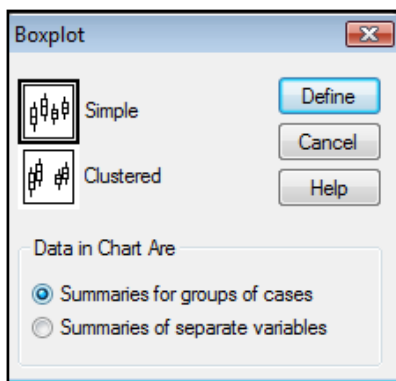 Boxplot
Simple
Define
Cancel
Clustered
Help
Data in Chart Are
Summaries for groups of cases
Summaries of separate variables